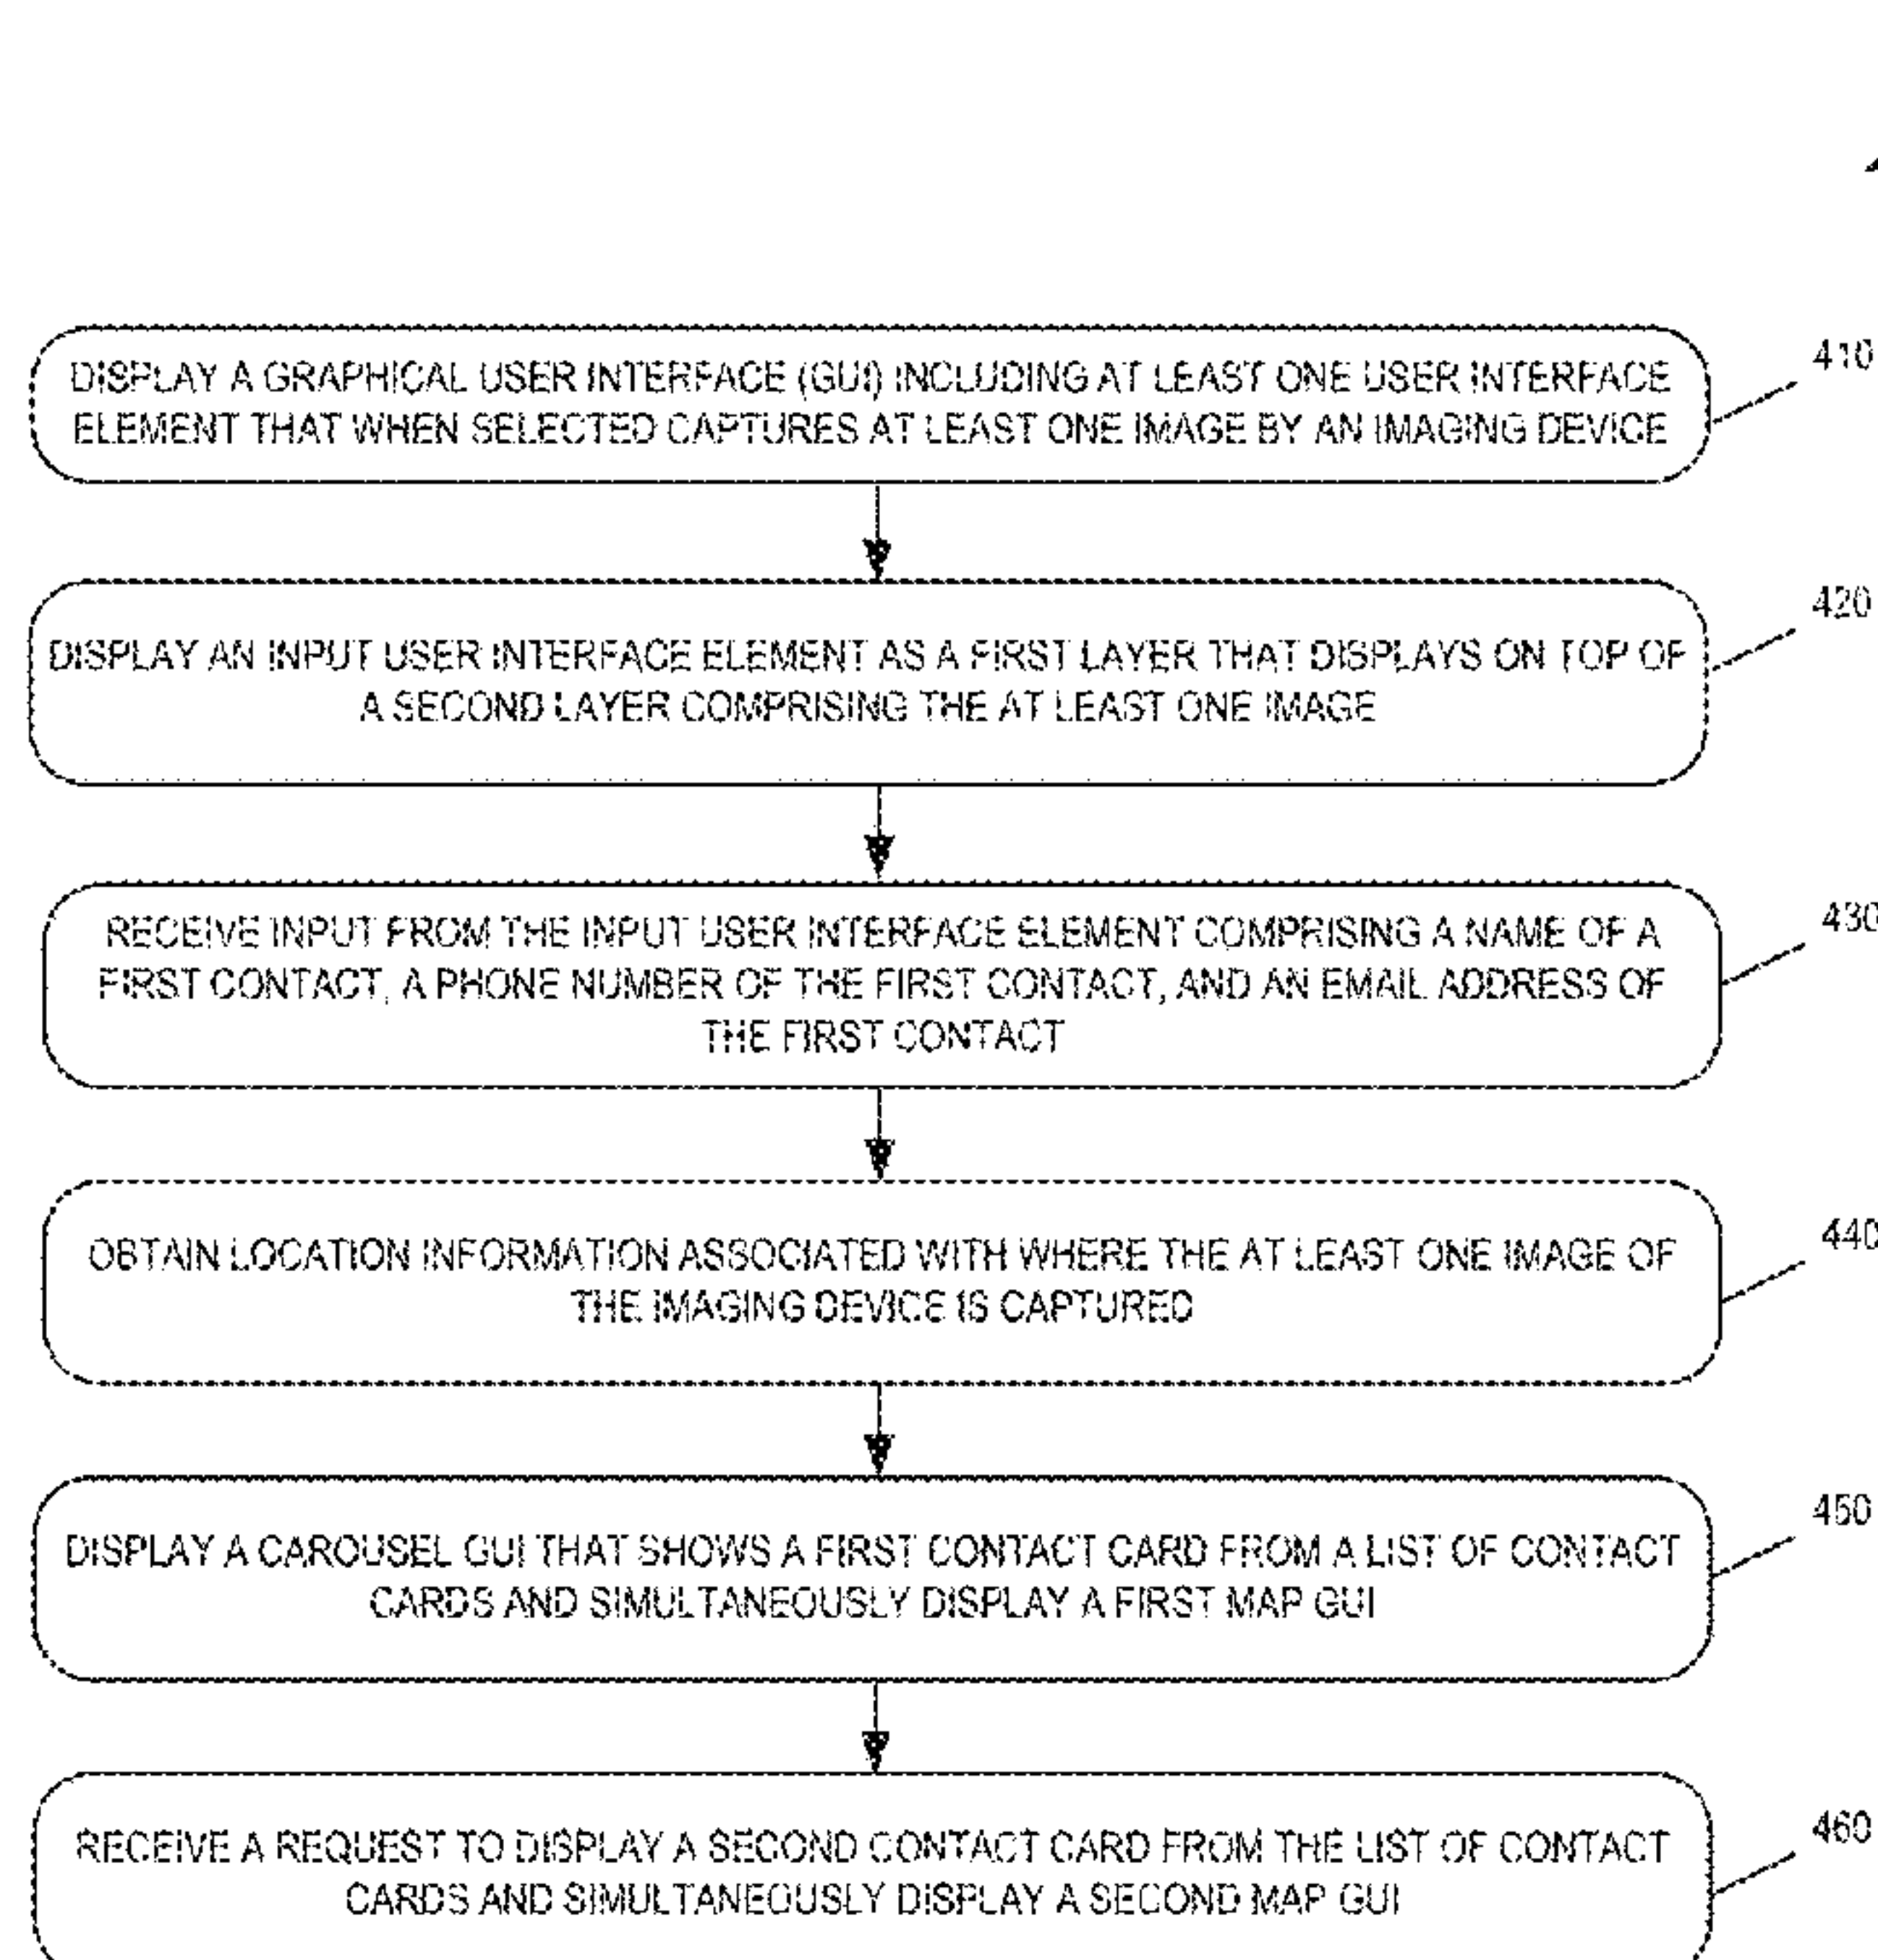 DISPLAY A GRAPHICAL USER INTERFACE (GUI) INCLUDING AT LEAST ONE USER INTERFACE
ELEMENT THAT WHEN SELECTED CAPTURES AT LEAST ONE IMAGE BY AN IMAGING DEVICE
410
DISPLAY AN INPUT USER INTERFACE ELEMENT AS A FIRST LAYER THAT DISPLAYS ON TOP OF
A SECOND LAYER COMPRISING THE AT LEAST ONE IMAGE
420
RECEIVE INPUT FROM THE INPUT USER INTERFACE ELEMENT COMPRISING A NAME OF A
FIRST CONTACT, A PHONE NUMBER OF THE FIRST CONTACT, AND AN EMAIL ADDRESS OF
THE FIRST CONTACT
430
OBTAIN LOCATION INFORMATION ASSOCIATED WITH WHERE THE AT LEAST ONE IMAGE OF
THE IMAGING DEVICE IS CAPTURED
440
DISPLAY A CAROUSEL GUI THAT SHOWS A FIRST CONTACT CARD FROM A LIST OF CONTACT
CARDS AND SIMULTANEOUSLY DISPLAY A FIRST MAP GUI
450
RECEIVE A REQUEST TO DISPLAY A SECOND CONTACT CARD FROM THE LIST OF CONTACT
CARDS AND SIMULTANEOUSLY DISPLAY A SECOND MAP GUI
460